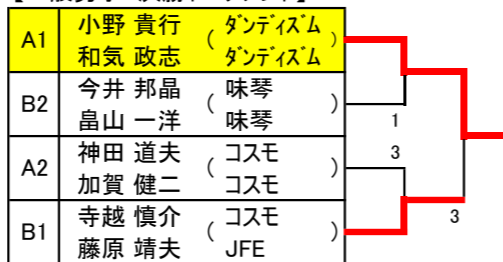 A1 小野 貴行 ( ダンディズム )
和気 政志 ダンディズム
B2 今井 邦晶 ( 味琴 )
畠山 一洋 味琴
1
A2 神田 道夫 ( コスモ ) 3
加賀 健二 コスモ
B1 寺越 慎介 ( コスモ ) 3
藤原 靖夫 JFE